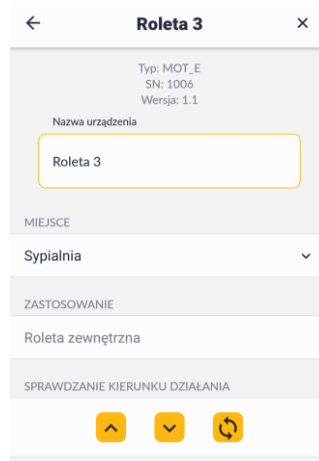 Roleta 3
Typ: MOT_E
SN: 1006
Wersja: 1.1
Nazwa urządzenia
Roleta 3
MIEJSCE
Sypialnia
ZASTOSOWANIE
Roleta zewnętrzna
SPRAWDZANIE KIERUNKU DZIAŁANIA